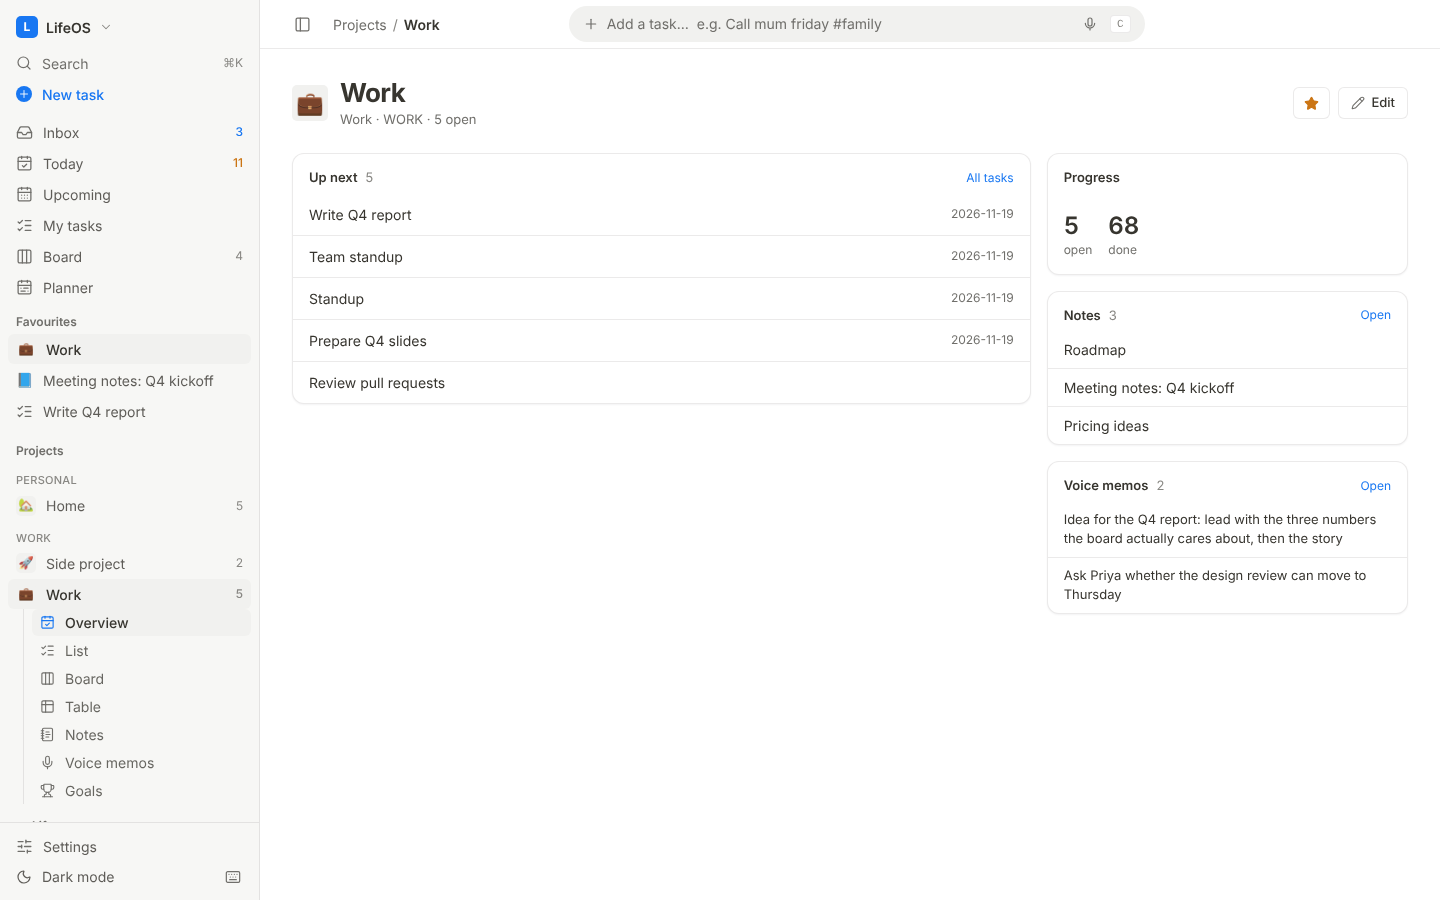 L LifeOS
Search ⌘K
New task
Inbox 3
Today 11
Upcoming
My tasks
Board 4
Planner
Favourites
Work
Meeting notes: Q4 kickoff
Write Q4 report
Projects
PERSONAL
Home 5
WORK
Side project 2
Work 5
Overview
List
Board
Table
Notes
Voice memos
Goals
Settings
Dark mode
Projects / Work
Add a task... e.g. Call mum friday #family C
Work
Work · WORK · 5 open
Edit
Up next 5 All tasks
Write Q4 report 2026-11-19
Team standup 2026-11-19
Standup 2026-11-19
Prepare Q4 slides 2026-11-19
Review pull requests
Progress
5 68
open done
Notes 3 Open
Roadmap
Meeting notes: Q4 kickoff
Pricing ideas
Voice memos 2 Open
Idea for the Q4 report: lead with the three numbers
the board actually cares about, then the story
Ask Priya whether the design review can move to
Thursday